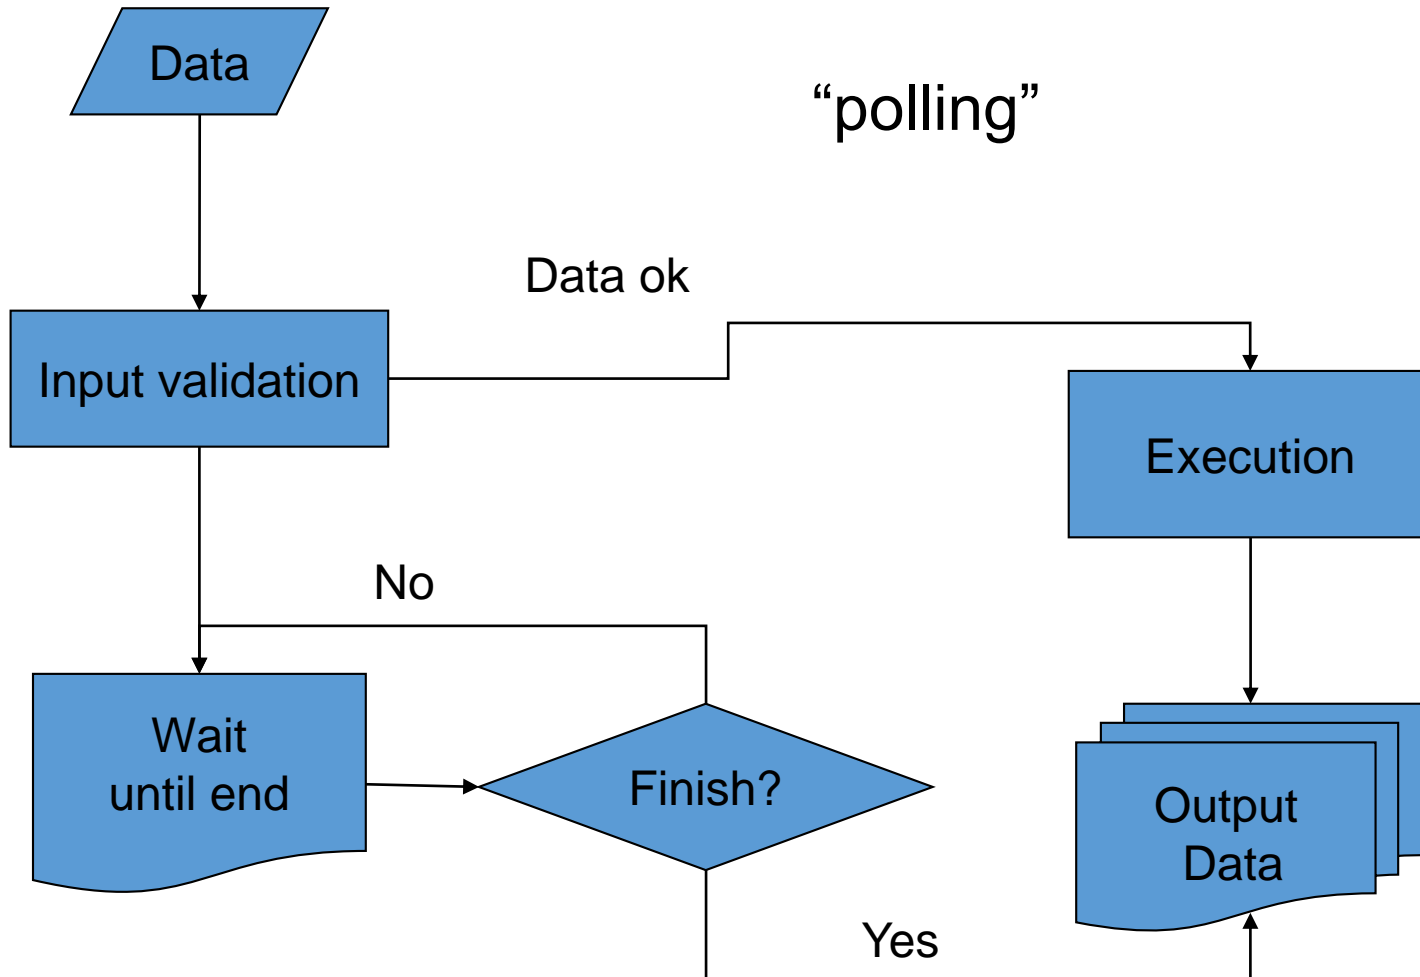 Data
“polling”
Data ok
Input validation
Execution
No
Wait
until end
Finish?
Output
Data
Yes